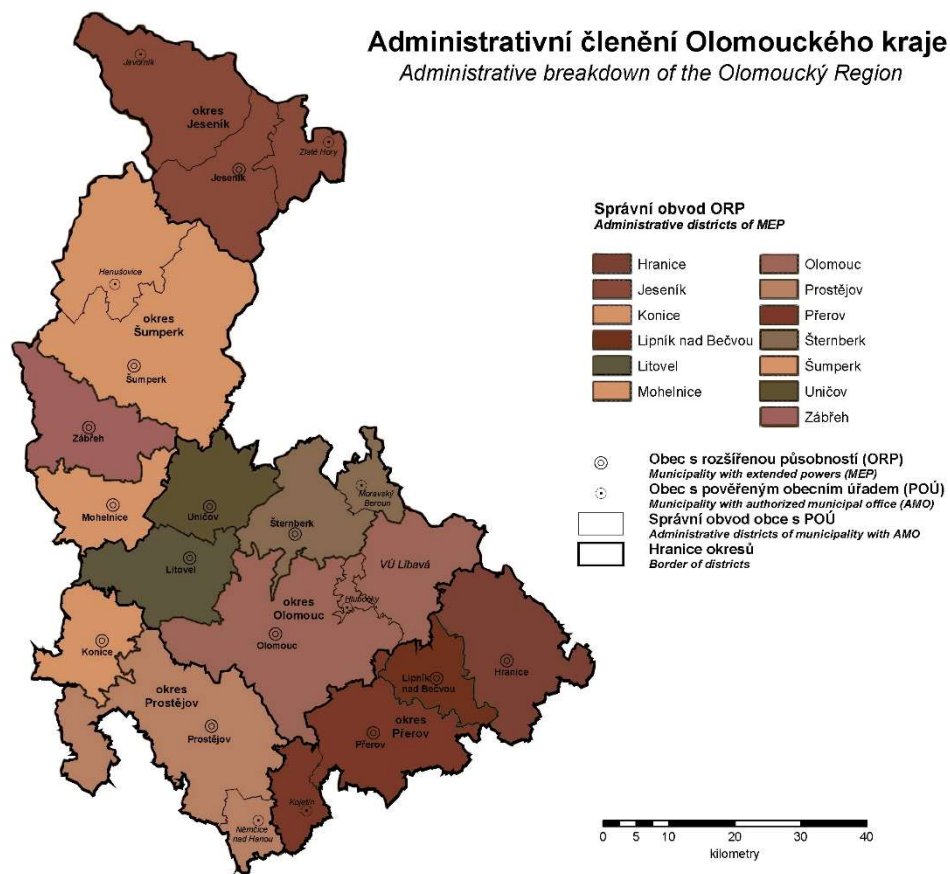 Administrativní členění Olomouckého kraje
Administrative breakdown of the Olomoucký Region
Javorník
okres
Jeseník
Zlaté Hory
Jeseník
Hanušovice
okres
Šumperk
Šumperk
Zábřeh
Mohelnice
Uničov
Moravský
Beroun
Šternberk
Litovel
VÚ Libavá
Hlubočky
okres
Olomouc
Olomouc
Konice
Hranice
Lipník
nad Bečvou
okres
Prostějov
Prostějov
okres
Přerov
Přerov
Kojetín
Němčice
nad Hanou
Správní obvod ORP
Administrative districts of MEP
Hranice
Jeseník
Konice
Lipník nad Bečvou
Litovel
Mohelnice
Olomouc
Prostějov
Přerov
Šternberk
Šumperk
Uničov
Zábřeh
Obec s rozšířenou působností (ORP)
Municipality with extended powers (MEP)
Obec s pověřeným obecním úřadem (POÚ)
Municipality with authorized municipal office (AMO)
Správní obvod obce s POÚ
Administrative districts of municipality with AMO
Hranice okresů
Border of districts
0 5 10 20 30 40
kilometry